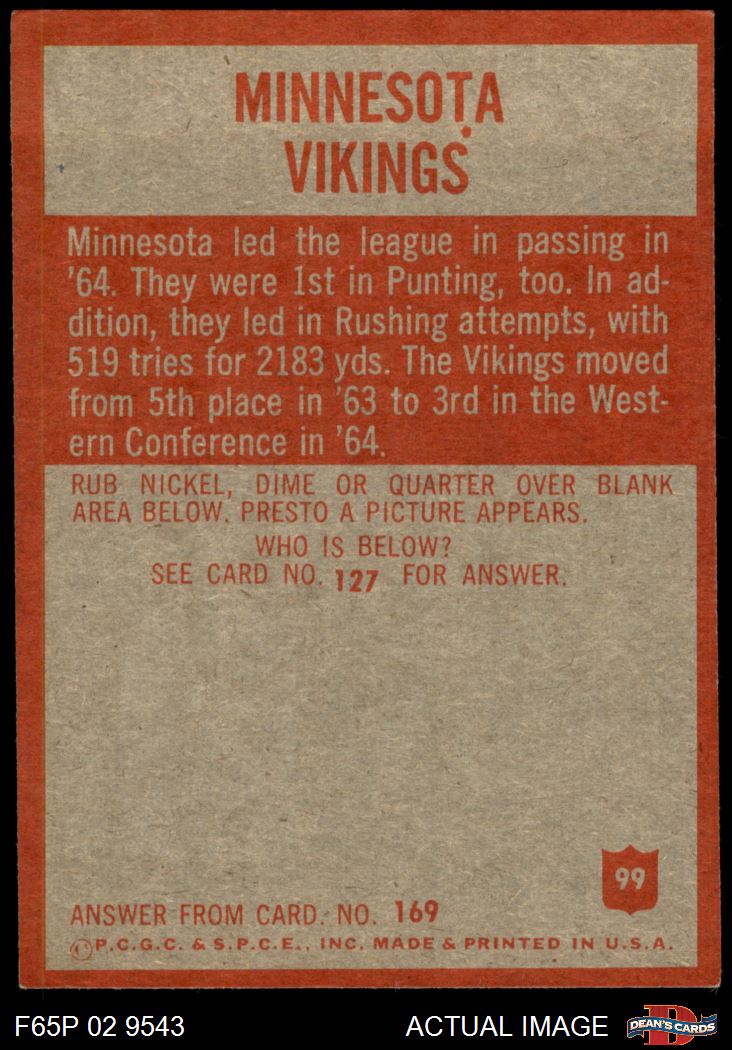 MINNESOTA
VIKINGS
Minnesota led the league in passing in
'64. They were 1st in Punting, too. In ad-
dition, they led in Rushing attempts, with
519 tries for 2183 yds. The Vikings moved
from 5th place in '63 to 3rd in the West-
ern Conference in '64.
RUB NICKEL, DIME OR QUARTER OVER BLANK
AREA BELOW. PRESTO A PICTURE APPEARS.
WHO IS BELOW?
SEE CARD NO. 127 FOR ANSWER.
99
ANSWER FROM CARD. NO. 169
©P.C.G.C. & S.P.C.E., INC. MADE & PRINTED IN U.S.A.
F65P 02 9543 ACTUAL IMAGE
D
DEAN'S CARDS